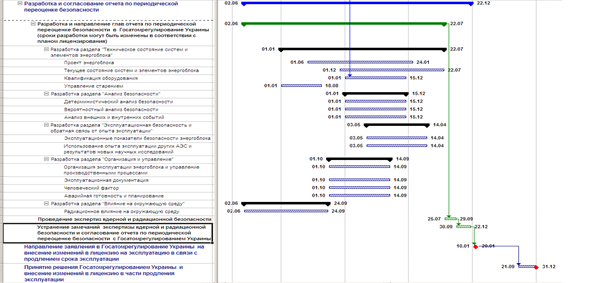 Разработка и согласование отчета по периодической
переоценке безопасности
02.06
22.12
Разработка и направление глав отчета по периодической
переоценке безопасности в Госатомрегулирование Украины
(сроки разработки могут быть изменены в соответствии с
планом лицензирования)
02.06
22.07
Разработка раздела "Техническое состояние систем и
элементов энергоблока"
01.01
22.07
Проект энергоблока
01.06
24.01
Текущее состояние систем и элементов энергоблока
01.12
22.07
Квалификация оборудования
01.01
15.12
Управление старением
01.01
18.08
Разработка раздела "Анализ безопасности"
01.01
15.12
Детерминистический анализ безопасности
01.01
15.12
Вероятностный анализ безопасности
01.01
15.12
Анализ внешних и внутренних событий
01.01
15.12
Разработка раздела "Эксплуатационная безопасность и
обратная связь от опыта эксплуатации"
03.05
14.04
Эксплуатационные показатели безопасности энергоблока
03.05
14.04
Использование опыта эксплуатации других АЭС и
результатов новых научных исследований
03.05
14.04
Разработка раздела "Организация и управление"
01.10
14.09
Организация эксплуатации энергоблока и управление
производственными процессами
01.10
14.09
Эксплуатационная документация
01.10
14.09
Человеческий фактор
01.10
14.09
Аварийная готовность и планирование
01.10
14.09
Разработка раздела "Влияние на окружающую среду"
02.06
24.09
Радиационное влияние на окружающую среду
02.06
24.09
Проведение экспертиз ядерной и радиационной безопасности
25.07
29.09
Устранение замечаний экспертизы ядерной и радиационной
безопасности и согласование отчета по периодической
переоценке безопасности с Госатомрегулированием Украины
30.09
22.12
Направление заявления в Госатомрегулирование Украины на
внесение изменений в лицензию на эксплуатацию в связи с
продлением срока эксплуатации
10.01
20.01
Принятие решения Госатомрегулированием Украины и
внесение изменений в лицензию в части продления
эксплуатации
21.09
31.12